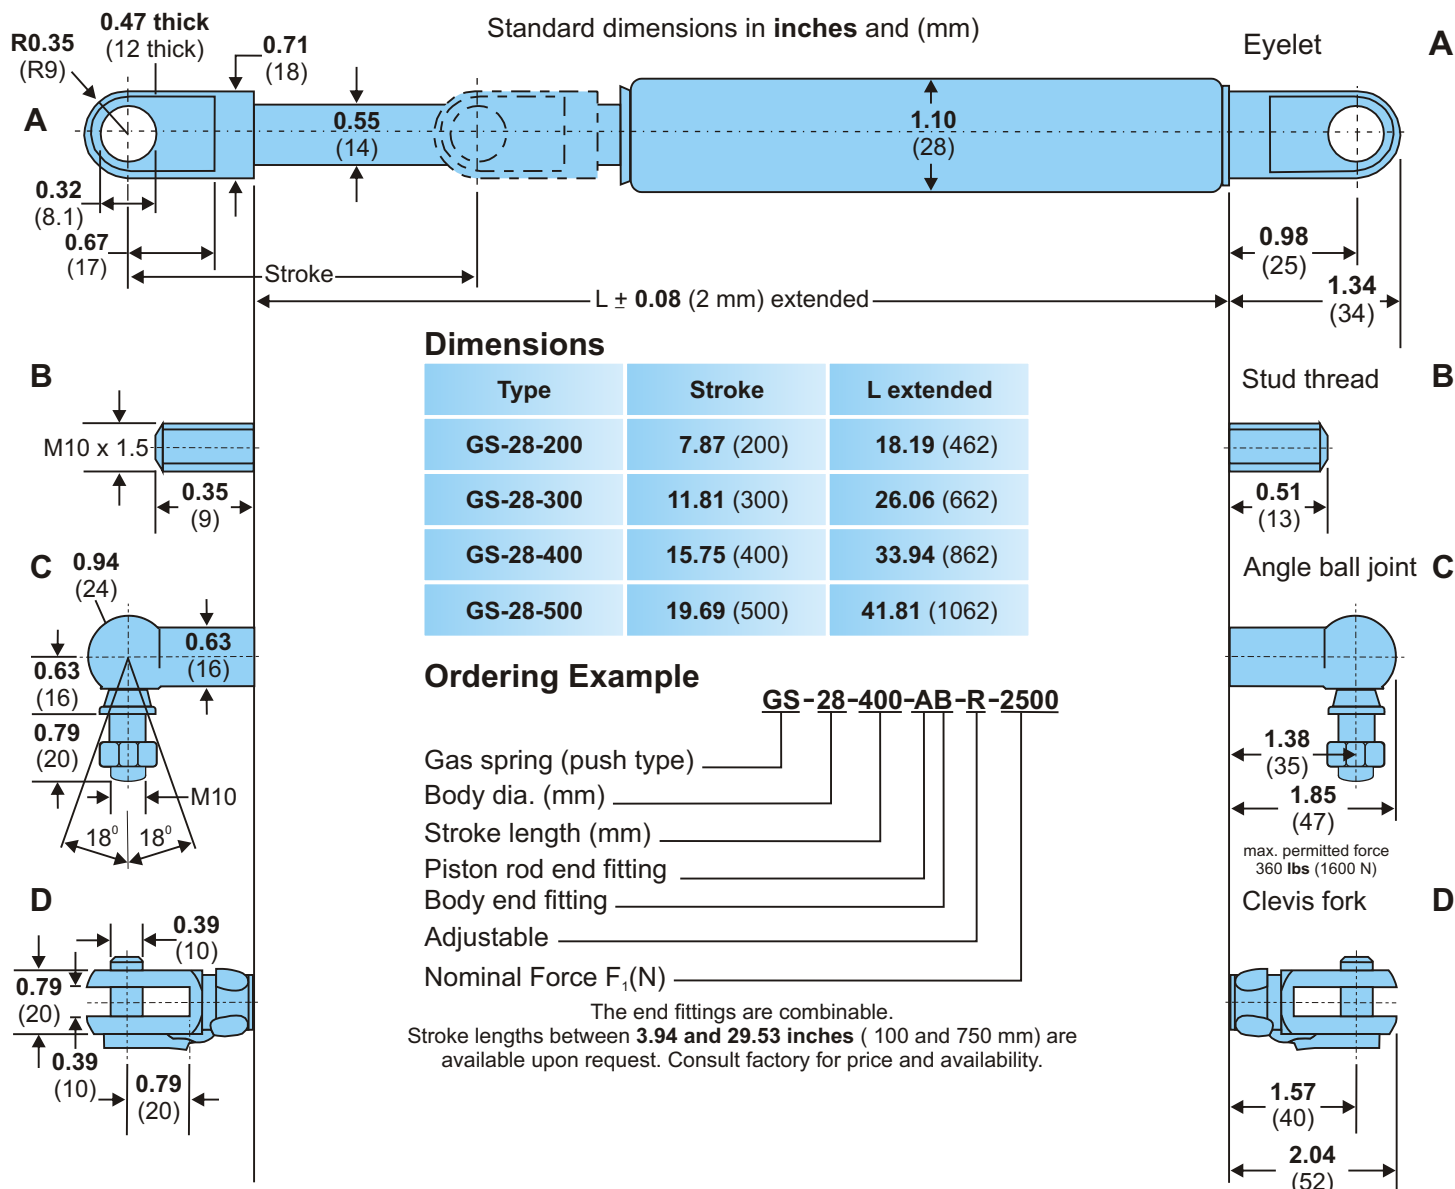 Standard dimensions in inches and (mm)
0.47 thick
(12 thick)
R0.35
(R9)
0.71
(18)
Eyelet
A
A
0.55
(14)
1.10
(28)
0.32
(8.1)
0.67
(17)
Stroke
0.98
(25)
1.34
(34)
L ± 0.08 (2 mm) extended
B
M10 x 1.5
0.35
(9)
Stud thread
B
0.51
(13)
Dimensions
Type Stroke L extended
GS-28-200 7.87 (200) 18.19 (462)
GS-28-300 11.81 (300) 26.06 (662)
GS-28-400 15.75 (400) 33.94 (862)
GS-28-500 19.69 (500) 41.81 (1062)
C
0.94
(24)
0.63
(16)
0.63
(16)
0.79
(20)
M10
18⁰ 18⁰
Angle ball joint
C
1.38
(35)
1.85
(47)
max. permitted force
360 lbs (1600 N)
Ordering Example
GS-28-400-AB-R-2500
Gas spring (push type)
Body dia. (mm)
Stroke length (mm)
Piston rod end fitting
Body end fitting
Adjustable
Nominal Force F₁(N)
The end fittings are combinable.
Stroke lengths between 3.94 and 29.53 inches ( 100 and 750 mm) are
available upon request. Consult factory for price and availability.
D
0.39
(10)
0.79
(20)
0.39
(10)
0.79
(20)
Clevis fork
D
1.57
(40)
2.04
(52)